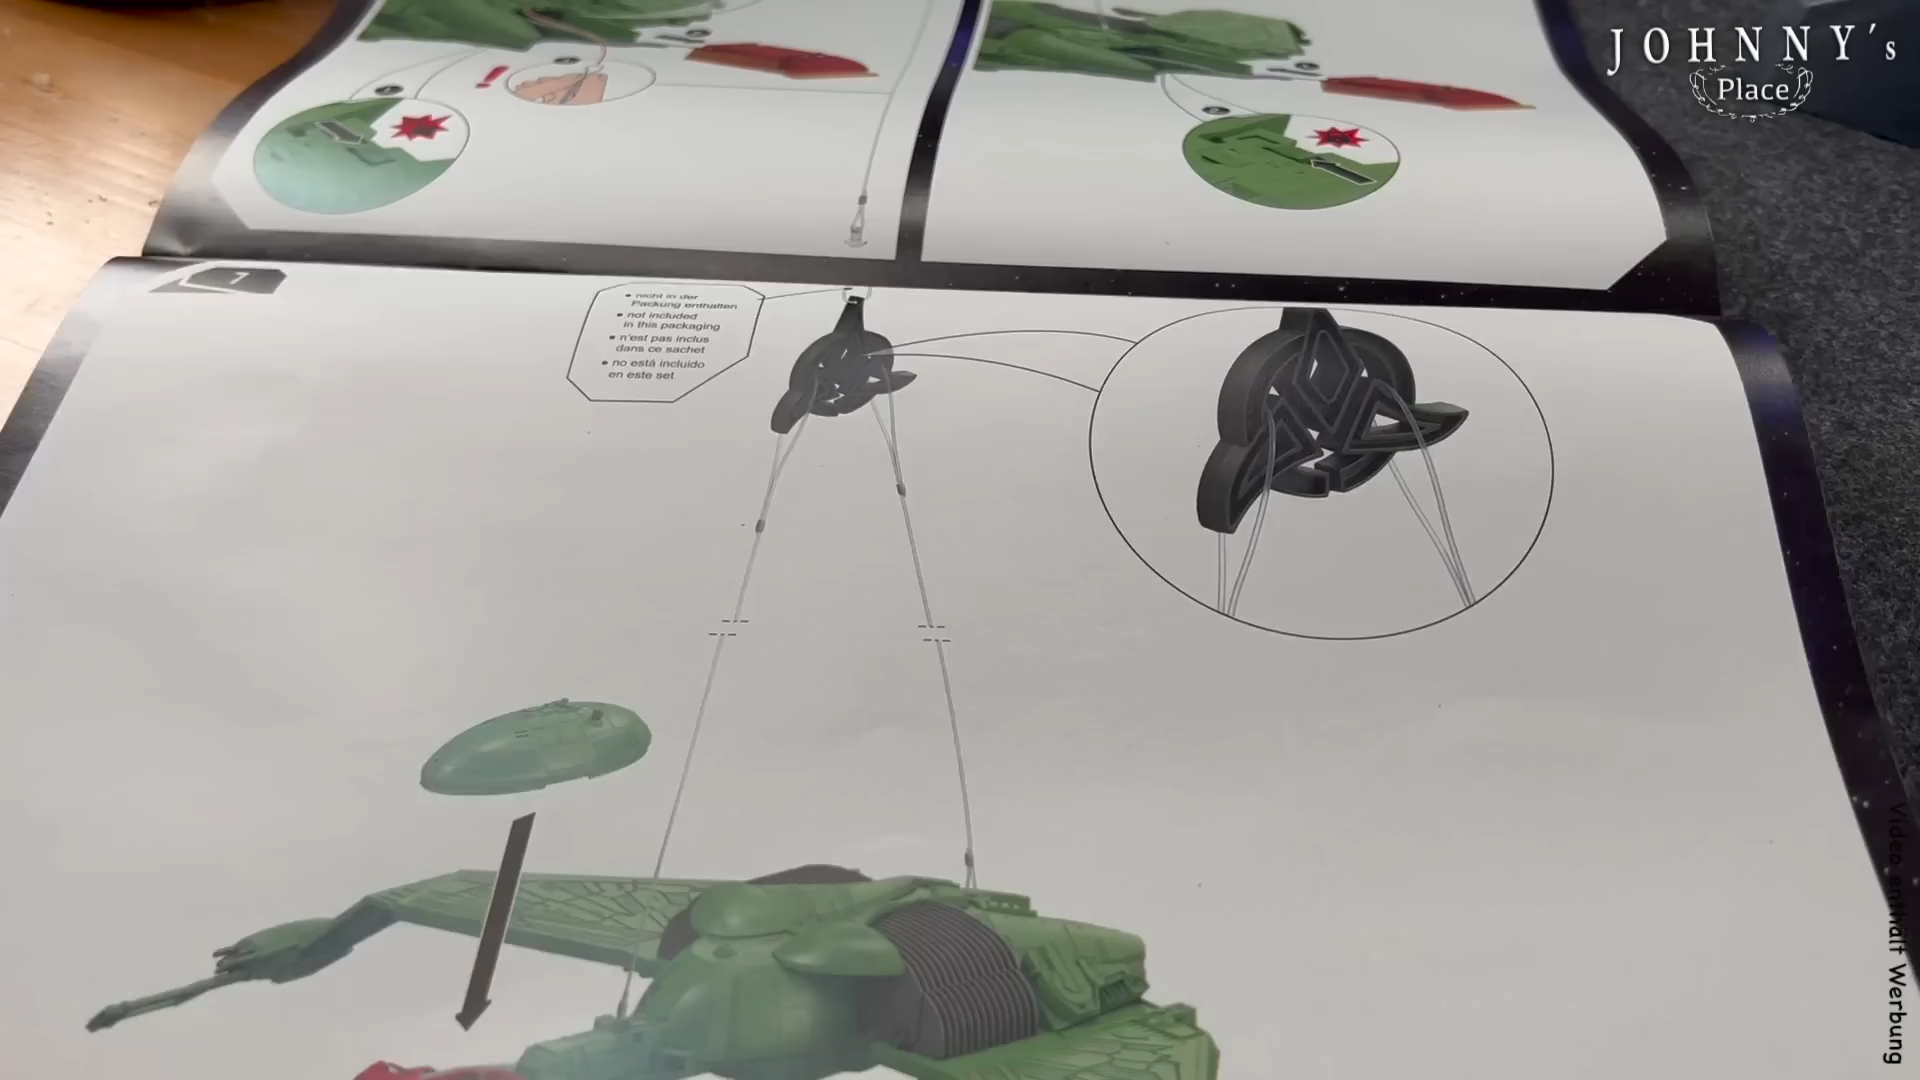 JOHNNY's
Place
7
• nicht in der
Packung enthalten
• not included
in this packaging
• n'est pas inclus
dans ce sachet
• no está incluido
en este set
Video enthält Werbung